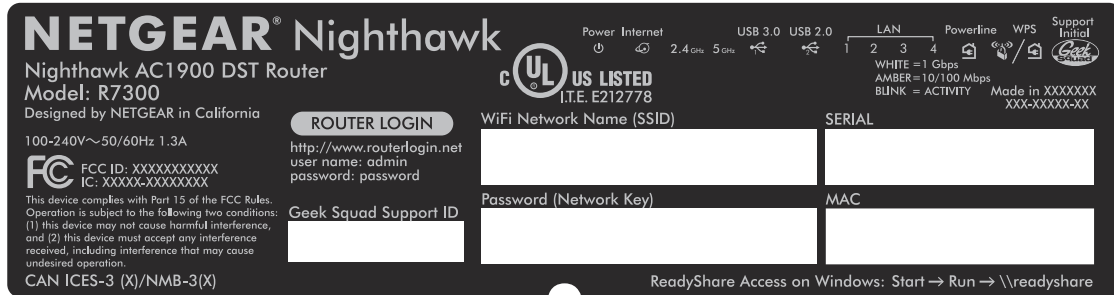 NETGEAR® Nighthawk
Nighthawk AC1900 DST Router
Model: R7300
Designed by NETGEAR in California
100-240V～50/60Hz 1.3A
FC FCC ID: XXXXXXXXXXX
IC: XXXXX-XXXXXXXX
This device complies with Part 15 of the FCC Rules.
Operation is subject to the following two conditions:
(1) this device may not cause harmful interference,
and (2) this device must accept any interference
received, including interference that may cause
undesired operation.
CAN ICES-3 (X)/NMB-3(X)
ROUTER LOGIN
http://www.routerlogin.net
user name: admin
password: password
Geek Squad Support ID
C UL US LISTED
I.T.E. E212778
Power Internet
2.4 GHz 5 GHz
USB 3.0 USB 2.0
LAN
1 2 3 4
WHITE =1 Gbps
AMBER=10/100 Mbps
BLINK = ACTIVITY
Powerline WPS
/
Support
Initial
Geek
Squad
Made in XXXXXXX
XXX-XXXXX-XX
WiFi Network Name (SSID)
SERIAL
Password (Network Key)
MAC
ReadyShare Access on Windows: Start → Run → \\readyshare